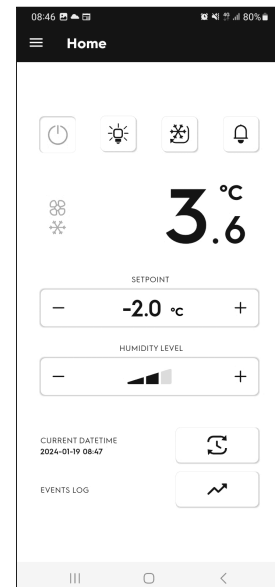 08:46 80%
Home
3.6 °C
SETPOINT
− -2.0 °C +
HUMIDITY LEVEL
− +
CURRENT DATETIME
2024-01-19 08:47
EVENTS LOG